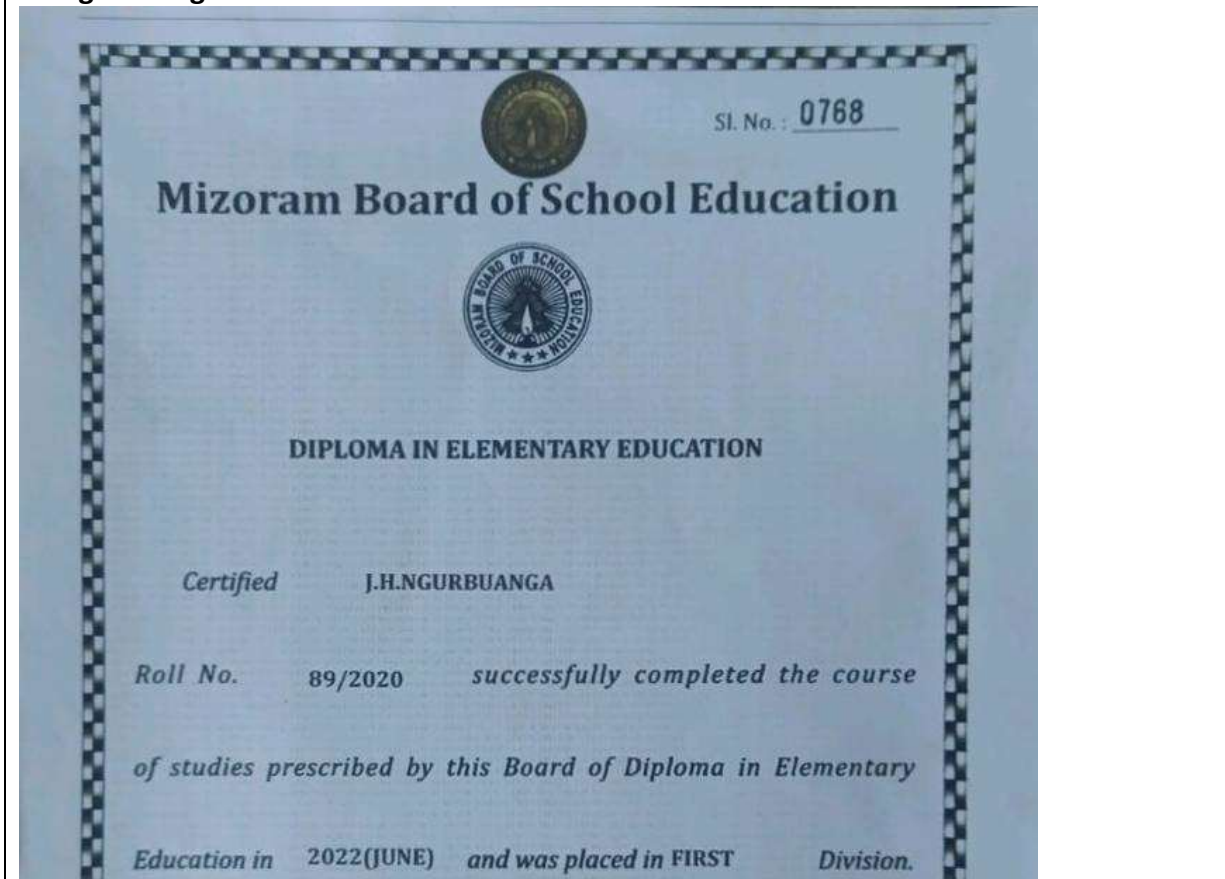 Sl. No. : 0768
Mizoram Board of School Education
MIZORAM BOARD OF SCHOOL EDUCATION
DIPLOMA IN ELEMENTARY EDUCATION
Certified J.H.NGURBUANGA
Roll No. 89/2020 successfully completed the course
of studies prescribed by this Board of Diploma in Elementary
Education in 2022(JUNE) and was placed in FIRST Division.